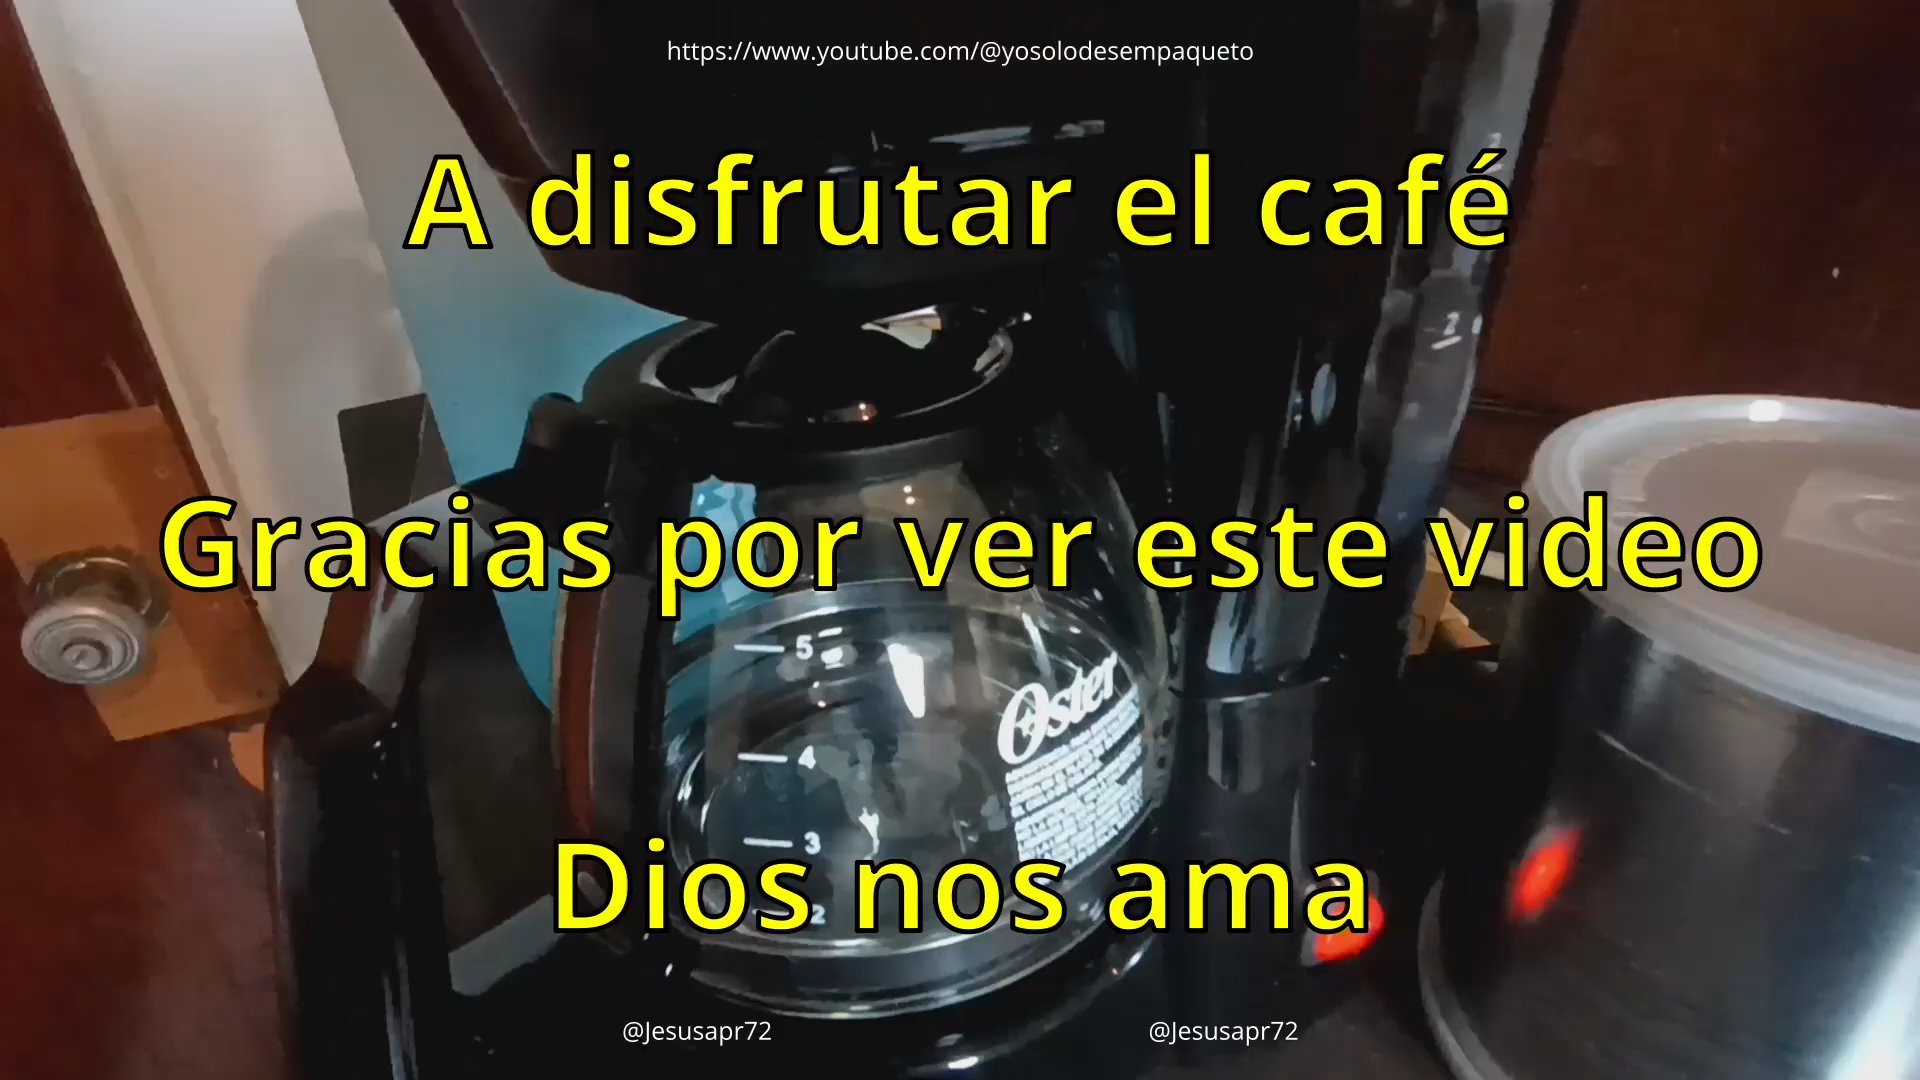 https://www.youtube.com/@yosolodesempaqueto
A disfrutar el café
2
Gracias por ver este video
5
Oster
4
3
Dios nos ama
2
@Jesusapr72 @Jesusapr72